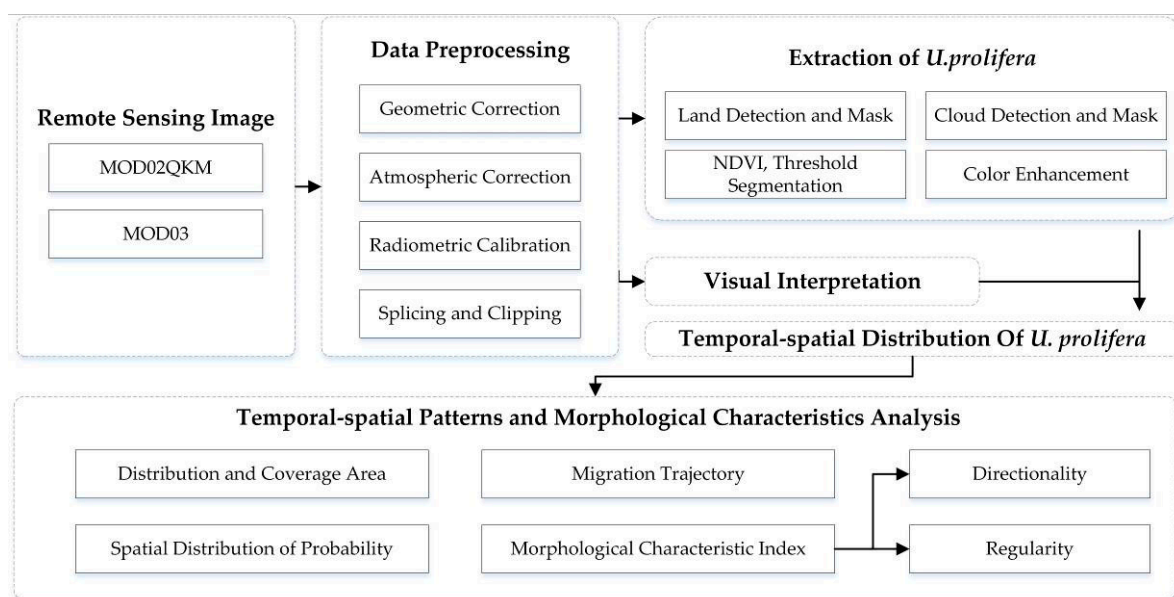 Remote Sensing Image
MOD02QKM
MOD03
Data Preprocessing
Geometric Correction
Atmospheric Correction
Radiometric Calibration
Splicing and Clipping
Extraction of U.prolifera
Land Detection and Mask
Cloud Detection and Mask
NDVI, Threshold
Segmentation
Color Enhancement
Visual Interpretation
Temporal-spatial Distribution Of U. prolifera
Temporal-spatial Patterns and Morphological Characteristics Analysis
Distribution and Coverage Area
Migration Trajectory
Directionality
Spatial Distribution of Probability
Morphological Characteristic Index
Regularity